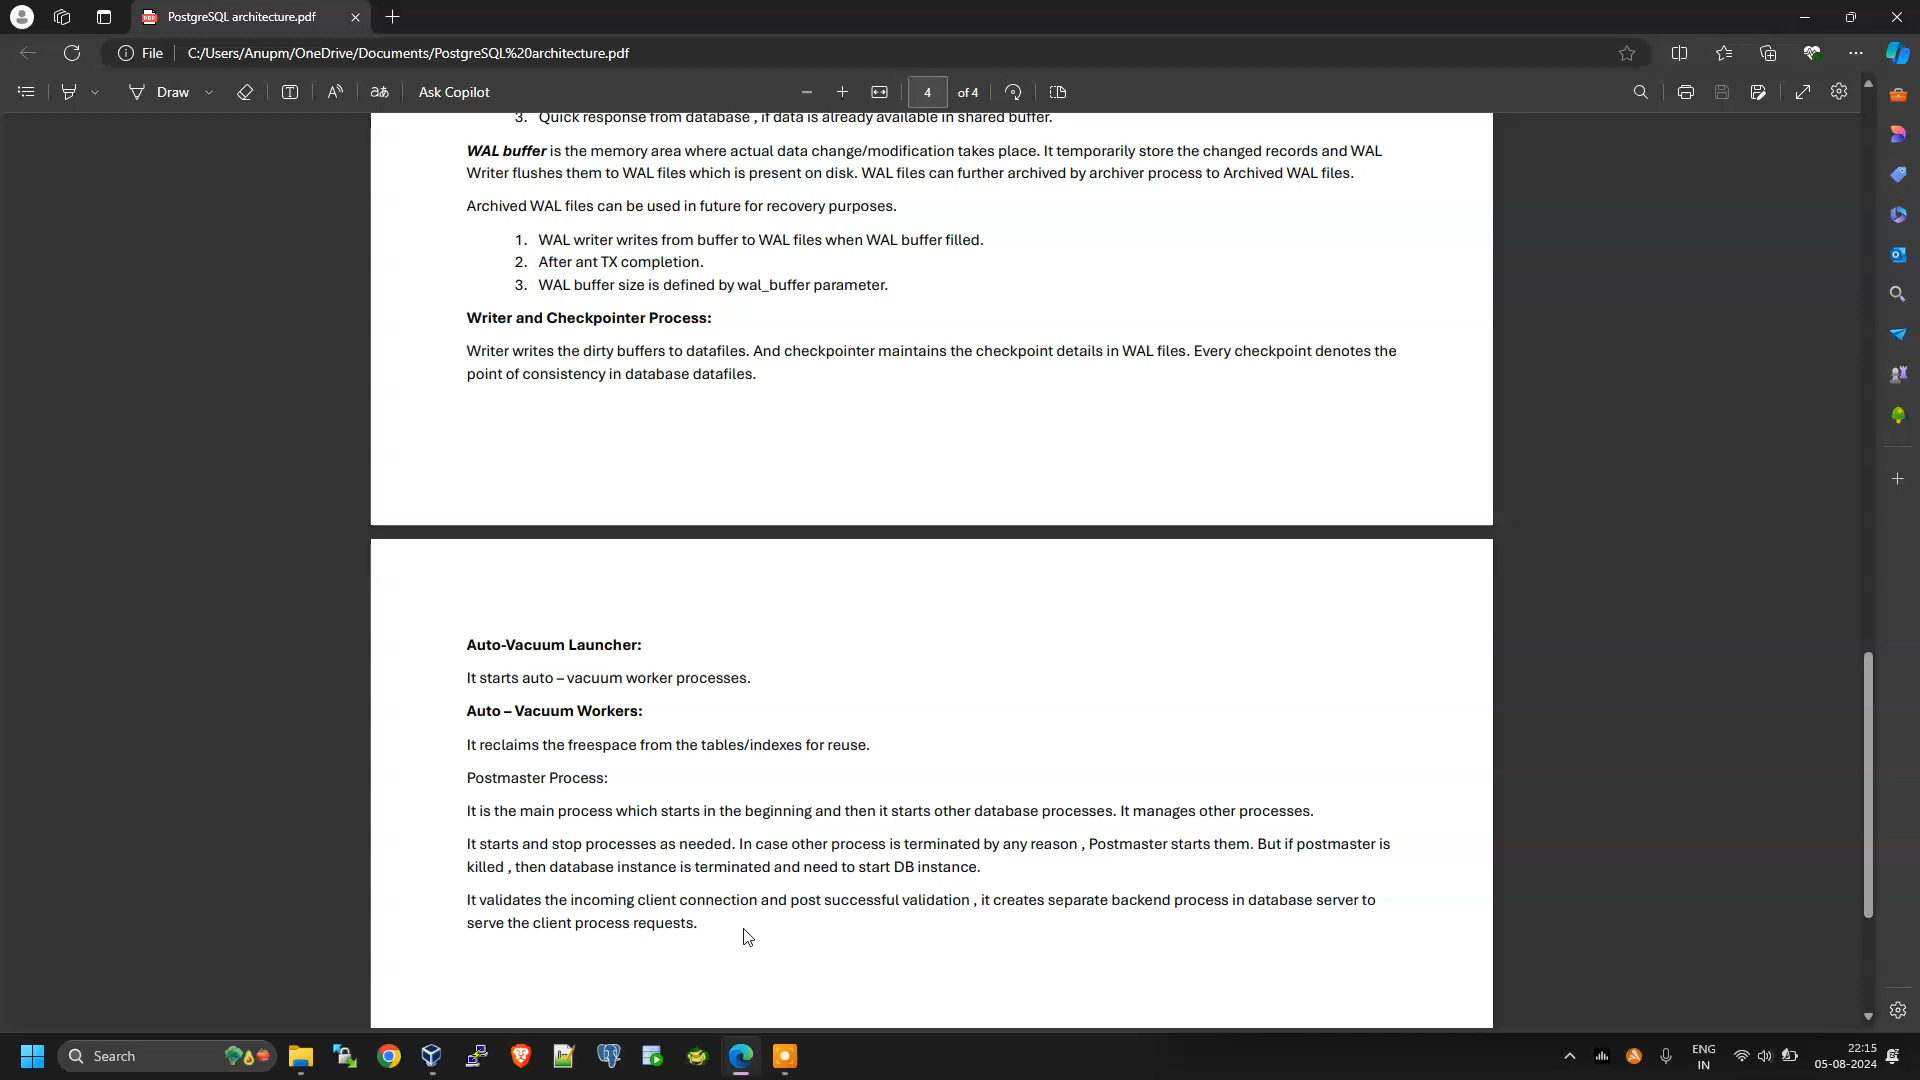 PostgreSQL architecture.pdf
File
C:/Users/Anupm/OneDrive/Documents/PostgreSQL%20architecture.pdf
Draw
aあ
Ask Copilot
4
of 4
3. Quick response from database , if data is already available in shared buffer.
WAL buffer is the memory area where actual data change/modification takes place. It temporarily store the changed records and WAL
Writer flushes them to WAL files which is present on disk. WAL files can further archived by archiver process to Archived WAL files.
Archived WAL files can be used in future for recovery purposes.
1. WAL writer writes from buffer to WAL files when WAL buffer filled.
2. After ant TX completion.
3. WAL buffer size is defined by wal_buffer parameter.
Writer and Checkpointer Process:
Writer writes the dirty buffers to datafiles. And checkpointer maintains the checkpoint details in WAL files. Every checkpoint denotes the
point of consistency in database datafiles.
Auto-Vacuum Launcher:
It starts auto – vacuum worker processes.
Auto – Vacuum Workers:
It reclaims the freespace from the tables/indexes for reuse.
Postmaster Process:
It is the main process which starts in the beginning and then it starts other database processes. It manages other processes.
It starts and stop processes as needed. In case other process is terminated by any reason , Postmaster starts them. But if postmaster is
killed , then database instance is terminated and need to start DB instance.
It validates the incoming client connection and post successful validation , it creates separate backend process in database server to
serve the client process requests.
Search
ENG
IN
22:15
05-08-2024